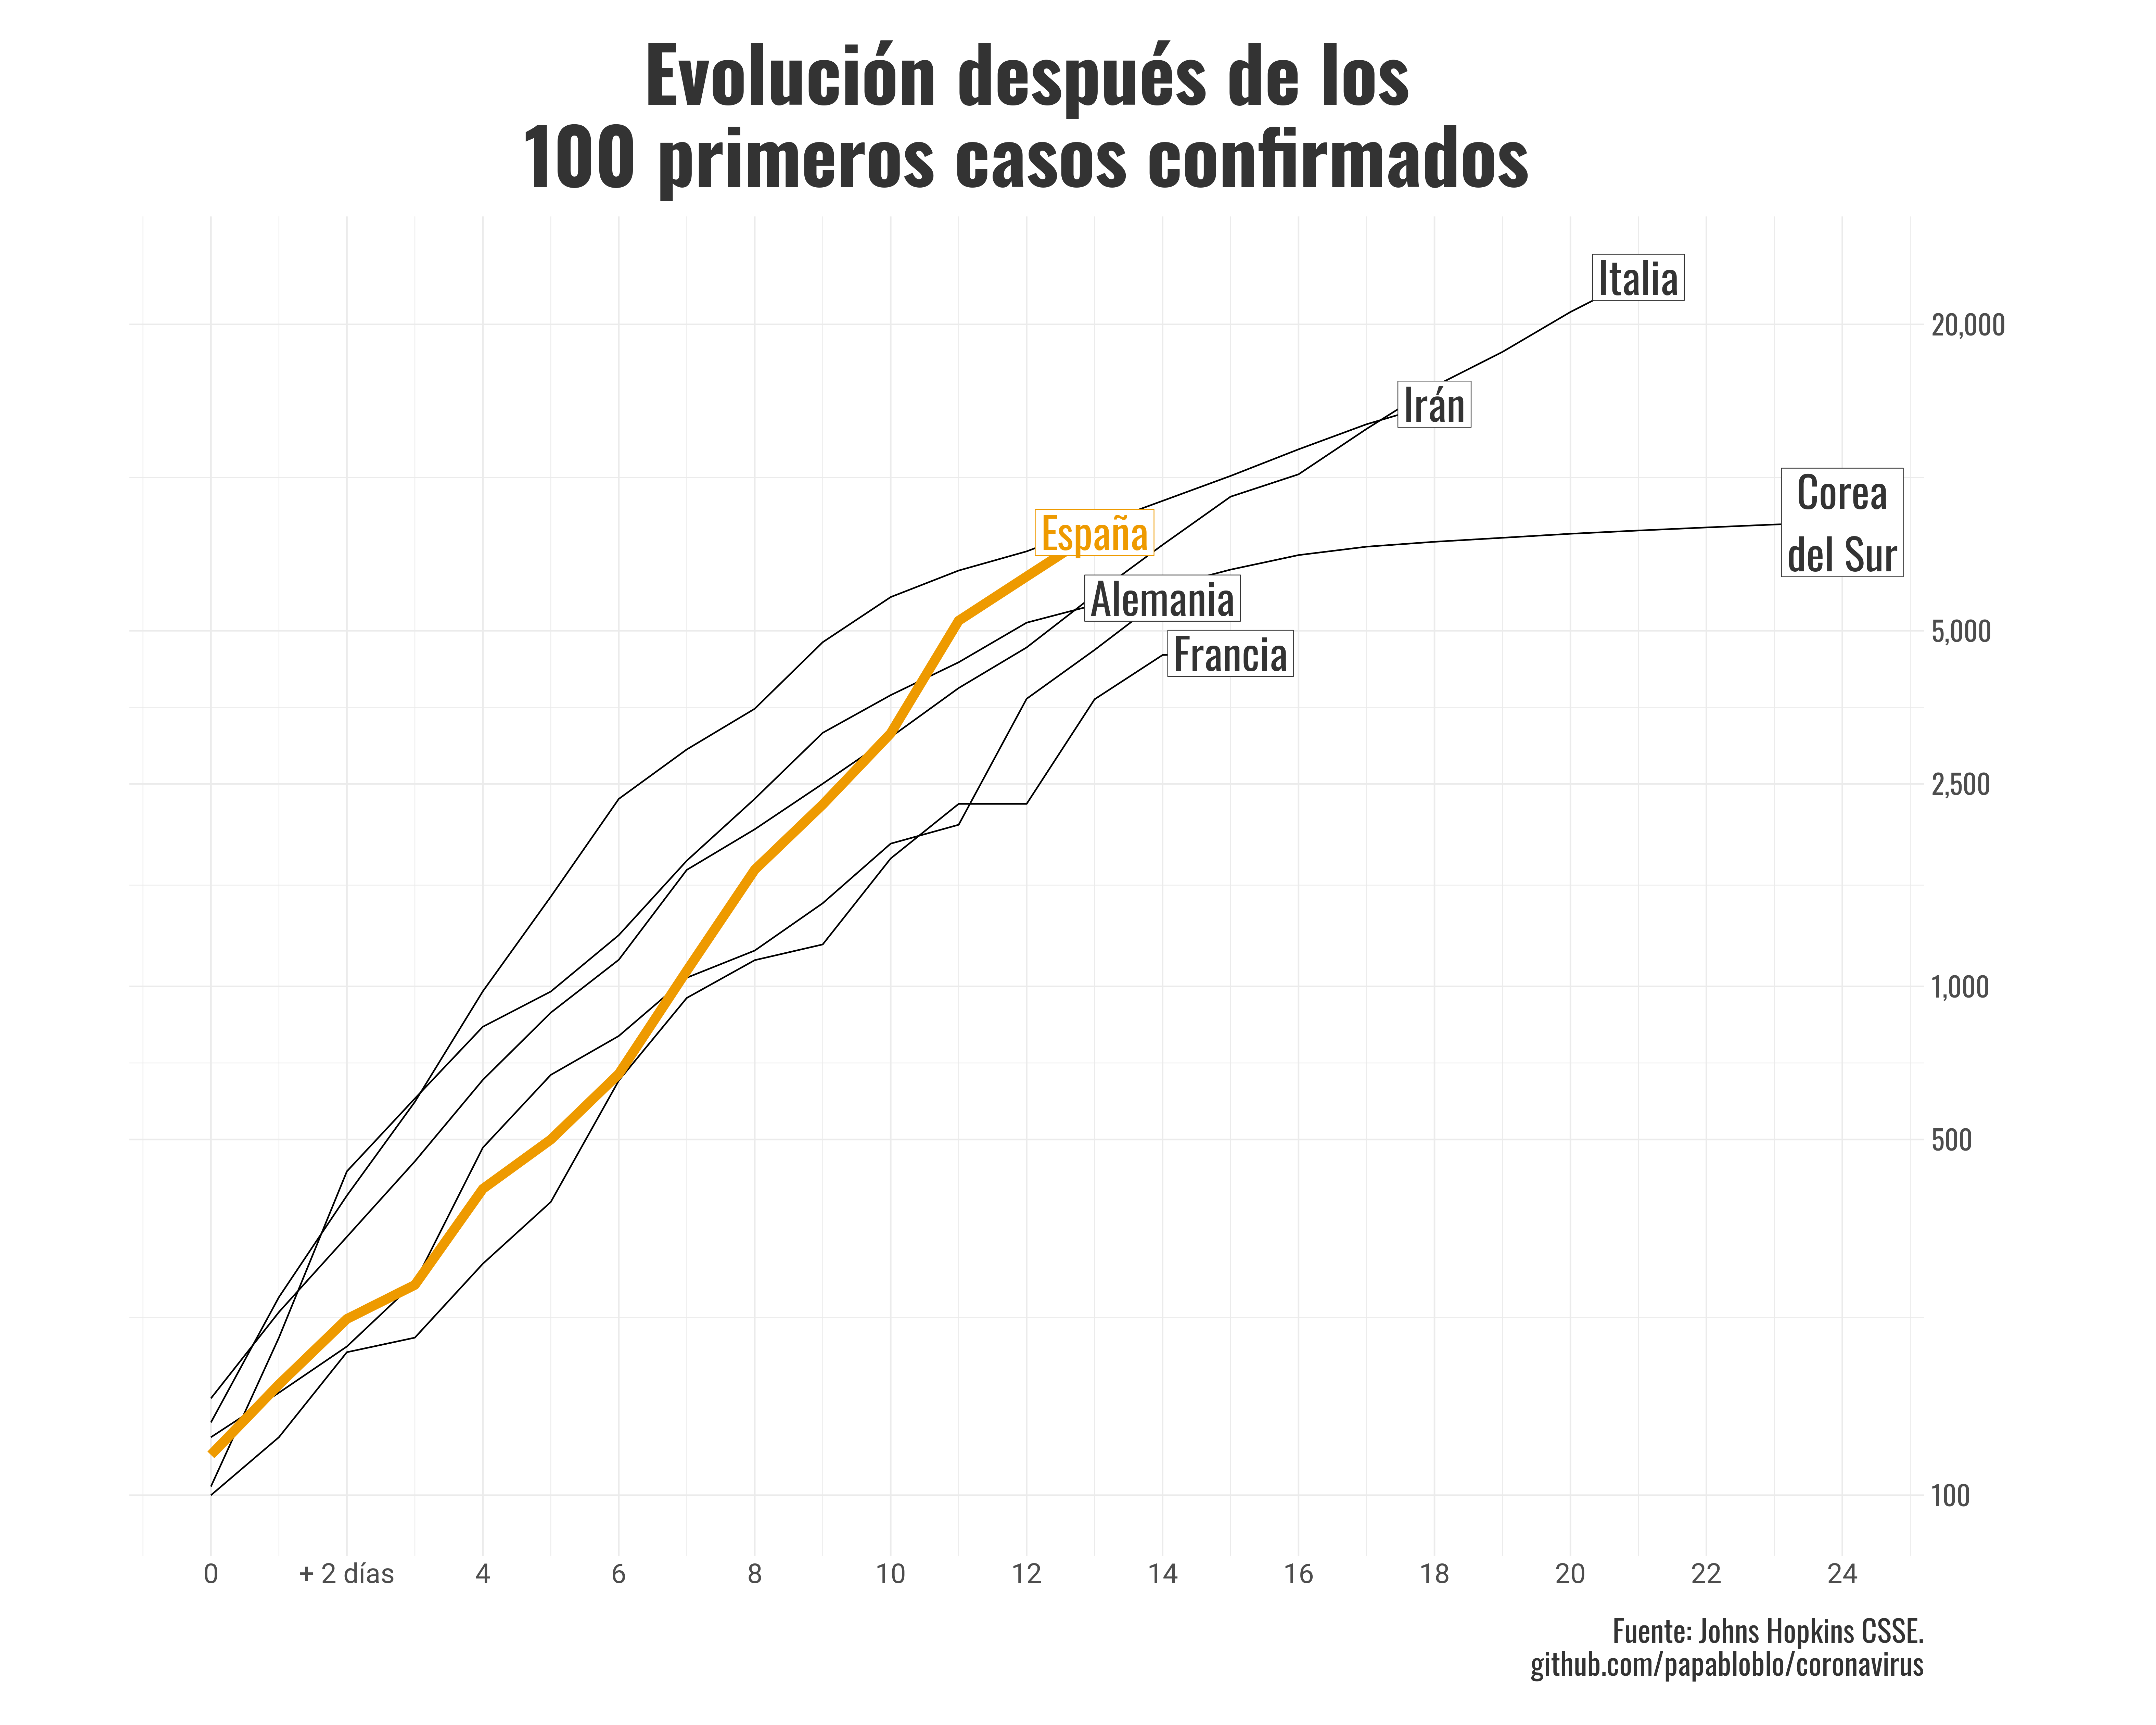 Evolución después de los
100 primeros casos confirmados
Italia
20,000
Irán
Corea
del Sur
España
Alemania
5,000
Francia
2,500
1,000
500
100
0
+ 2 días
4
6
8
10
12
14
16
18
20
22
24
Fuente: Johns Hopkins CSSE.
github.com/papabloblo/coronavirus